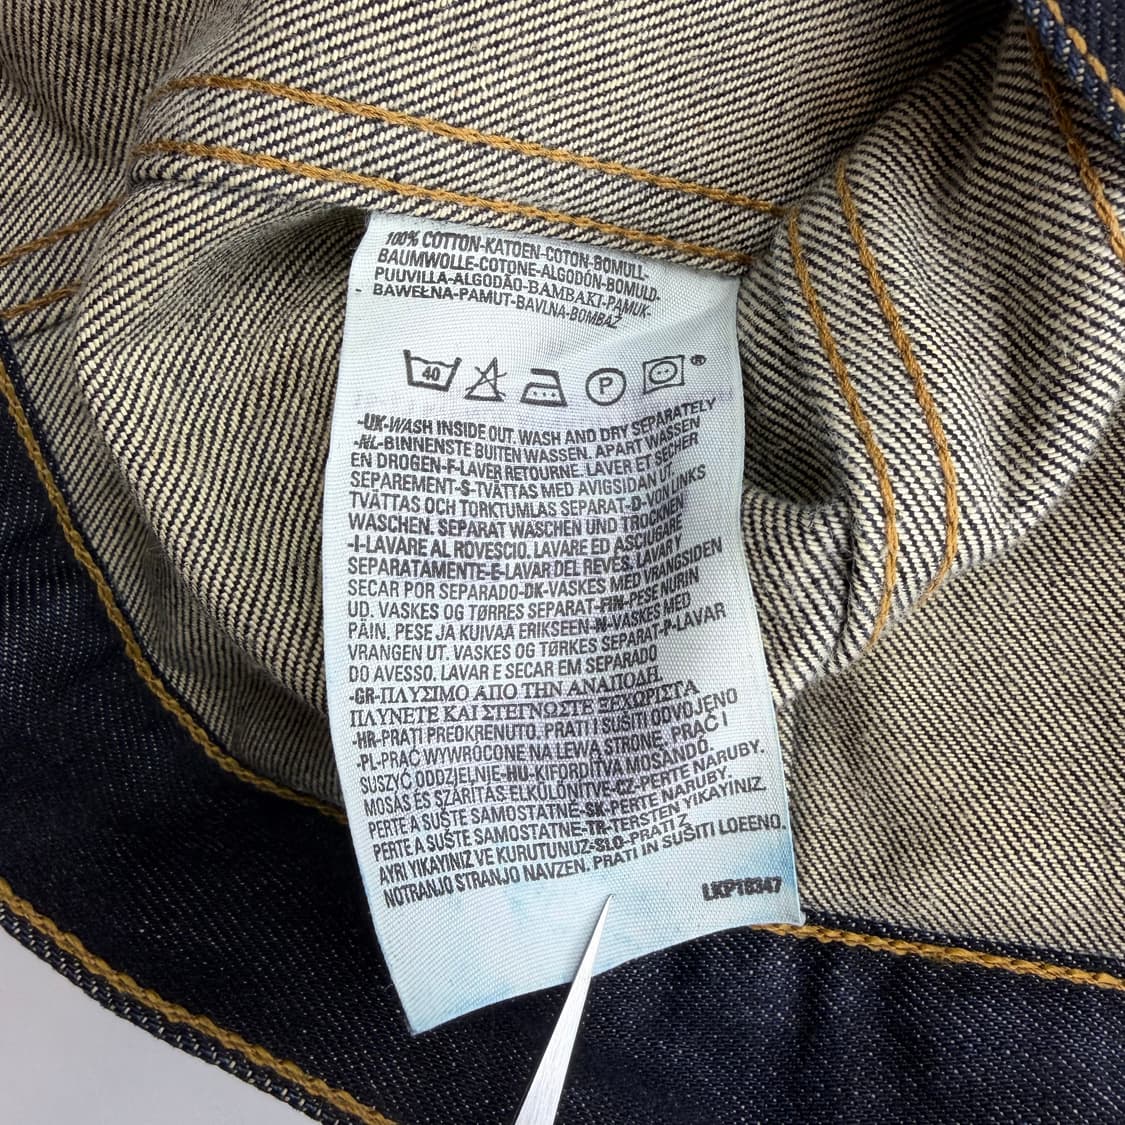 100% COTTON-KATOEN-COTON-BOMULL-
BAUMWOLLE-COTONE-ALGODÓN-BOMULD-
PUUVILLA-ALGODÃO-ΒΑΜΒΑΚΙ-PAMUK-
- BAWEŁNA-PAMUT-BAVLNA-BOMBAŽ
40 P ®
-UK-WASH INSIDE OUT. WASH AND DRY SEPARATELY
-NL-BINNENSTE BUITEN WASSEN. APART WASSEN
EN DROGEN-F-LAVER RETOURNE. LAVER ET SECHER
SEPAREMENT-S-TVÄTTAS MED AVIGSIDAN UT.
TVÄTTAS OCH TORKTUMLAS SEPARAT-D-VON LINKS
WASCHEN. SEPARAT WASCHEN UND TROCKNEN
-I-LAVARE AL ROVESCIO. LAVARE ED ASCIUGARE
SEPARATAMENTE-E-LAVAR DEL REVÉS. LAVAR Y
SECAR POR SEPARADO-DK-VASKES MED VRANGSIDEN
UD. VASKES OG TØRRES SEPARAT-FIN-PESE NURIN
PÄIN. PESE JA KUIVAA ERIKSEEN-N-VASKES MED
VRANGEN UT. VASKES OG TØRKES SEPARAT-P-LAVAR
DO AVESSO. LAVAR E SECAR EM SEPARADO
-GR-ΠΛΥΣΙΜΟ ΑΠΟ ΤΗΝ ΑΝΑΠΟΔΗ.
ΠΛΥΝΕΤΕ ΚΑΙ ΣΤΕΓΝΩΣΤΕ ΞΕΧΩΡΙΣΤΑ
-HR-PRATI PREOKRENUTO. PRATI I SUŠITI ODVOJENO
-PL-PRAĆ WYWRÓCONE NA LEWĄ STRONĘ. PRAĆ I
SUSZYĆ ODDZJELNJE-HU-KIFORDÍTVA MOSANDÓ.
MOSÁS ÉS SZÁRÍTÁS ELKÜLÖNÍTVE-CZ-PERTE NARUBY.
PERTE A SUŠTE SAMOSTATNĚ-SK-PERTE NARUBY.
PERTE A SUŠTE SAMOSTATNE-TR-TERSTEN YIKAYINIZ.
AYRI YIKAYINIZ VE KURUTUNUZ-SLO-PRATI Z
NOTRANJO STRANJO NAVZEN. PRATI IN SUŠITI LOEENO.
LKP18347